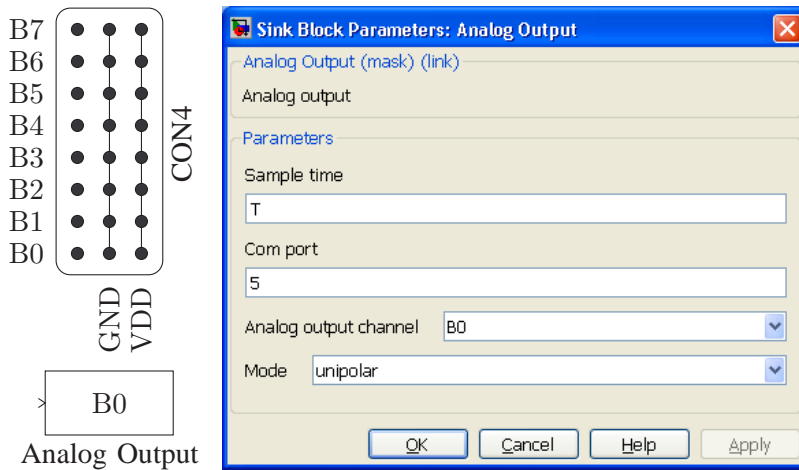 B7
B6
B5
B4
B3
B2
B1
B0
CON4
GND
VDD
B0
Analog Output
Sink Block Parameters: Analog Output
Analog Output (mask) (link)
Analog output
Parameters
Sample time
T
Com port
5
Analog output channel B0
Mode unipolar
OK Cancel Help Apply